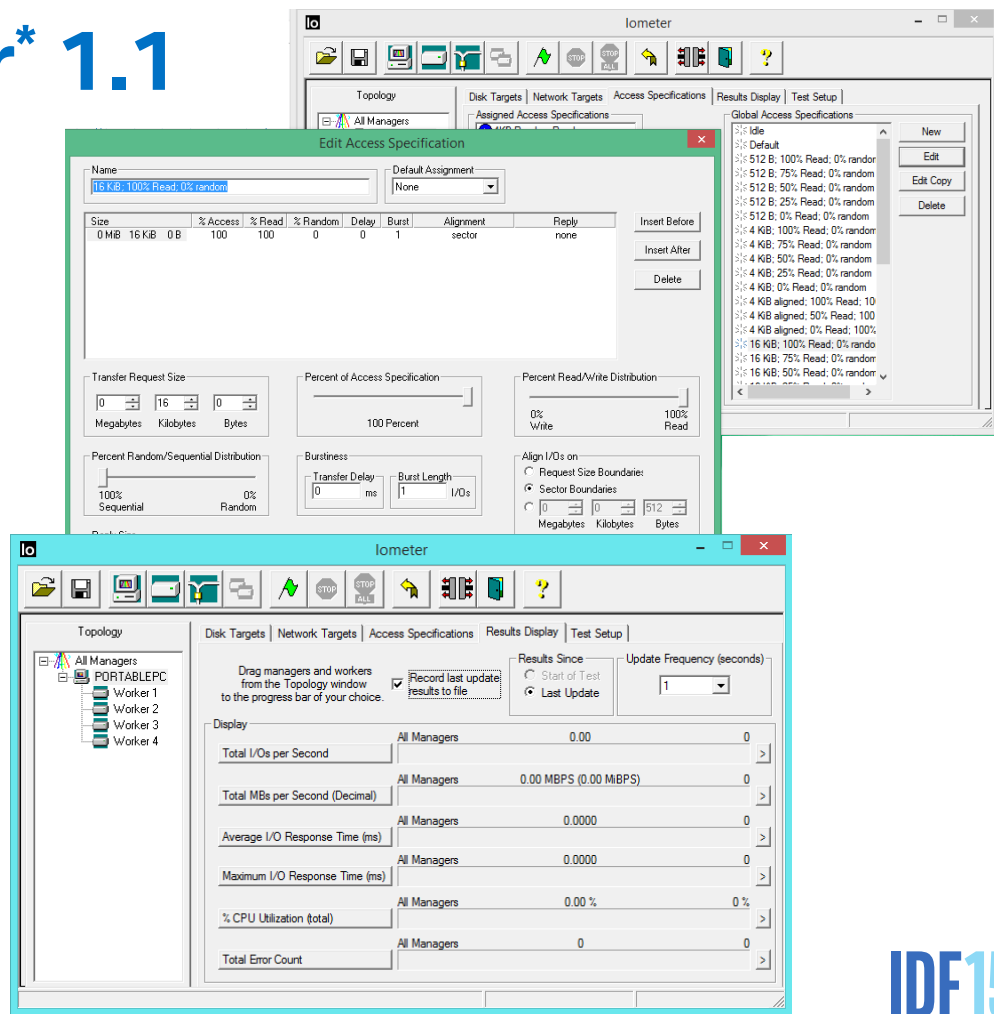 r* 1.1
Iometer
Topology
All Managers
Disk Targets
Network Targets
Access Specifications
Results Display
Test Setup
Assigned Access Specifications
Global Access Specifications
Idle
Default
512 B; 100% Read; 0% randor
512 B; 75% Read; 0% random
512 B; 50% Read; 0% random
512 B; 25% Read; 0% random
512 B; 0% Read; 0% random
4 KiB; 100% Read; 0% random
4 KiB; 75% Read; 0% random
4 KiB; 50% Read; 0% random
4 KiB; 25% Read; 0% random
4 KiB; 0% Read; 0% random
4 KiB aligned; 100% Read; 10
4 KiB aligned; 50% Read; 100
4 KiB aligned; 0% Read; 100%
16 KiB; 100% Read; 0% rando
16 KiB; 75% Read; 0% random
16 KiB; 50% Read; 0% random
New
Edit
Edit Copy
Delete
Edit Access Specification
Name
16 KiB; 100% Read; 0% random
Default Assignment
None
Size % Access % Read % Random Delay Burst Alignment Reply
0 MiB 16 KiB 0 B 100 100 0 0 1 sector none
Insert Before
Insert After
Delete
Transfer Request Size
0 16 0
Megabytes Kilobytes Bytes
Percent of Access Specification
100 Percent
Percent Read/Write Distribution
0% 100%
Write Read
Percent Random/Sequential Distribution
100% 0%
Sequential Random
Burstiness
Transfer Delay
0 ms
Burst Length
1 I/Os
Align I/Os on
Request Size Boundaries
Sector Boundaries
0 0 512
Megabytes Kilobytes Bytes
Io
Iometer
STOP
STOP ALL
Topology
All Managers
PORTABLEPC
Worker 1
Worker 2
Worker 3
Worker 4
Disk Targets
Network Targets
Access Specifications
Results Display
Test Setup
Drag managers and workers
from the Topology window
to the progress bar of your choice.
Record last update
results to file
Results Since
Start of Test
Last Update
Update Frequency (seconds)
1
Display
All Managers 0.00 0
Total I/Os per Second
All Managers 0.00 MBPS (0.00 MiBPS) 0
Total MBs per Second (Decimal)
All Managers 0.0000 0
Average I/O Response Time (ms)
All Managers 0.0000 0
Maximum I/O Response Time (ms)
All Managers 0.00 % 0 %
% CPU Utilization (total)
All Managers 0 0
Total Error Count
IDF15